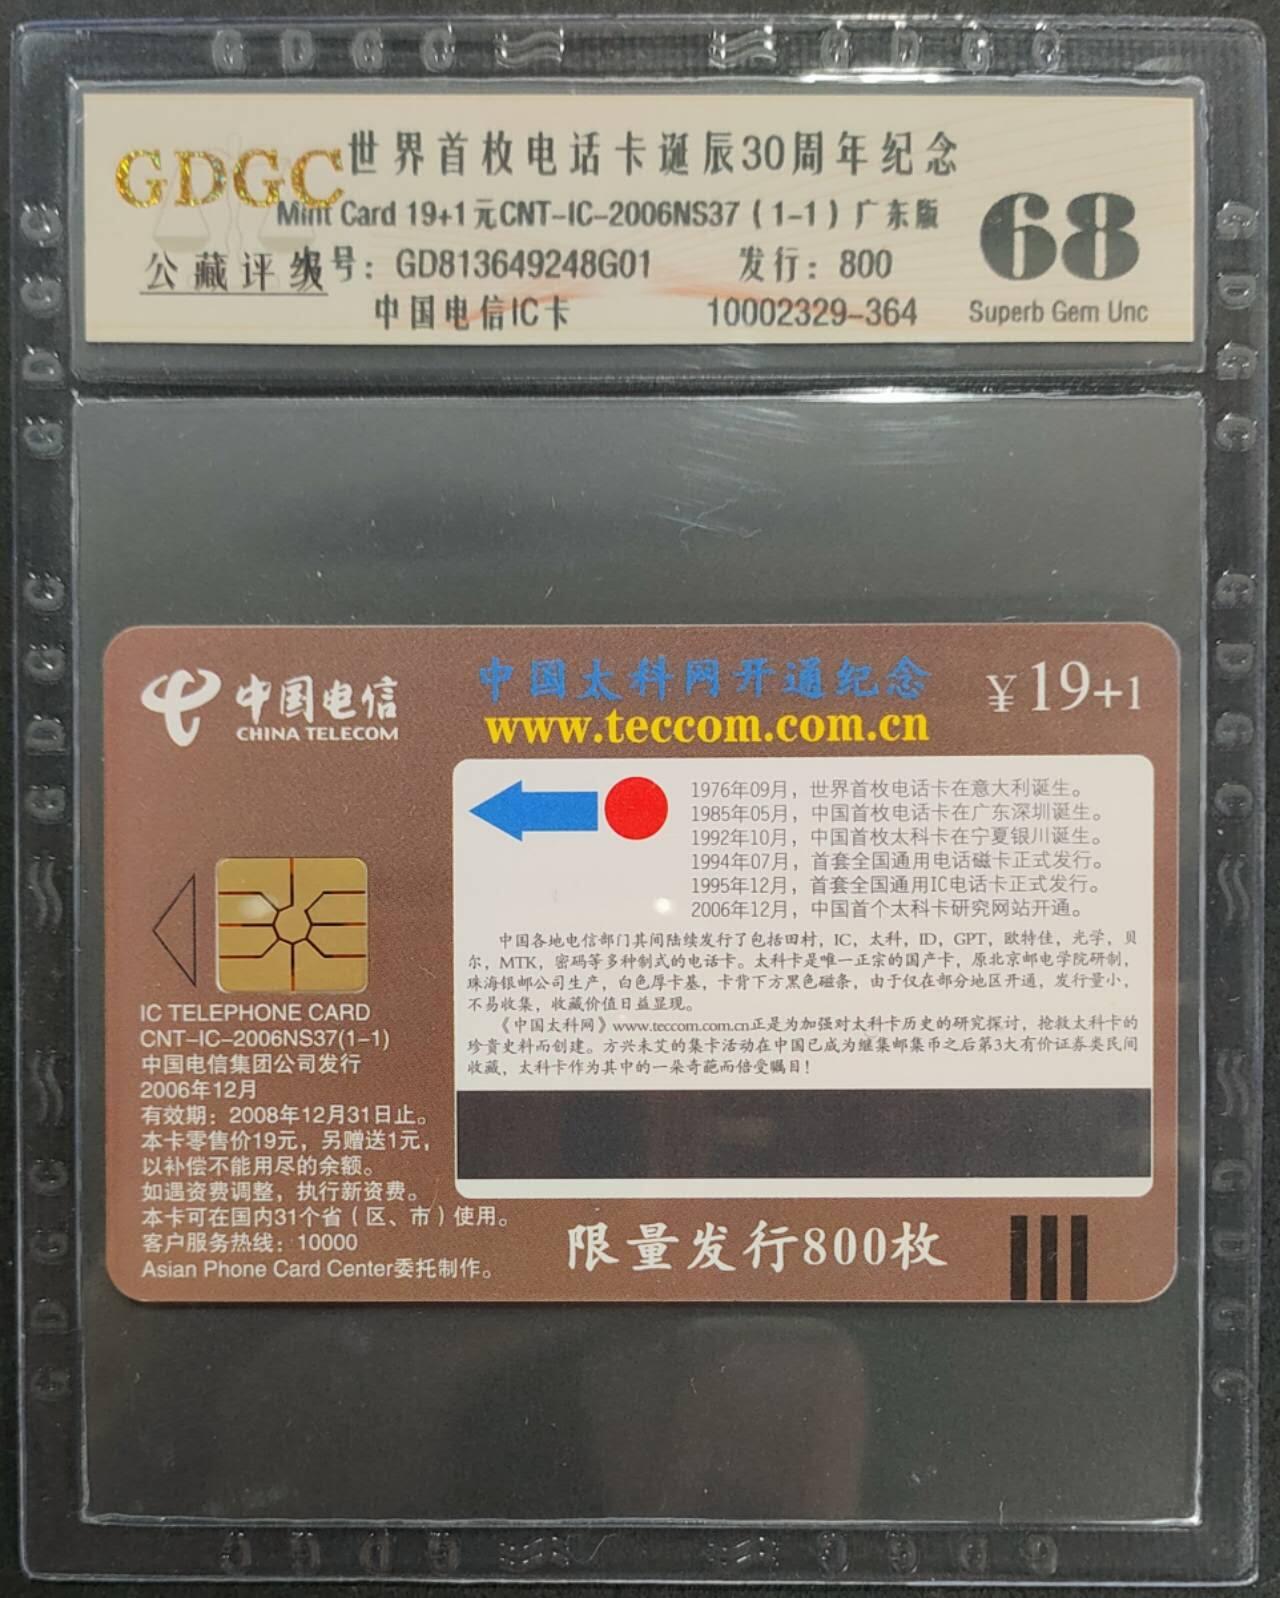 GDGC
世界首枚电话卡诞辰30周年纪念
Mint Card 19+1元CNT-IC-2006NS37（1-1）广东版
公藏评级
号：GD813649248G01 发行：800
中国电信IC卡 10002329-364
68
Superb Gem Unc
中国电信
CHINA TELECOM
中国太科网开通纪念
www.teccom.com.cn
¥19+1
1976年09月，世界首枚电话卡在意大利诞生。
1985年05月，中国首枚电话卡在广东深圳诞生。
1992年10月，中国首枚太科卡在宁夏银川诞生。
1994年07月，首套全国通用电话磁卡正式发行。
1995年12月，首套全国通用IC电话卡正式发行。
2006年12月，中国首个太科卡研究网站开通。
中国各地电信部门其间陆续发行了包括田村，IC，太科，ID，GPT，欧特佳，光学，贝
尔，MTK，密码等多种制式的电话卡。太科卡是唯一正宗的国产卡，原北京邮电学院研制，
珠海银邮公司生产，白色厚卡基，卡背下方黑色磁条，由于仅在部分地区开通，发行量小，
不易收集，收藏价值日益显现。
《中国太科网》www.teccom.com.cn正是为加强对太科卡历史的研究探讨，抢救太科卡的
珍贵史料而创建。方兴未艾的集卡活动在中国已成为继集邮集币之后第3大有价证券类民间
收藏，太科卡作为其中的一朵奇葩而倍受瞩目！
IC TELEPHONE CARD
CNT-IC-2006NS37(1-1)
中国电信集团公司发行
2006年12月
有效期：2008年12月31日止。
本卡零售价19元，另赠送1元，
以补偿不能用尽的余额。
如遇资费调整，执行新资费。
本卡可在国内31个省（区、市）使用。
客户服务热线：10000
Asian Phone Card Center委托制作。
限量发行800枚